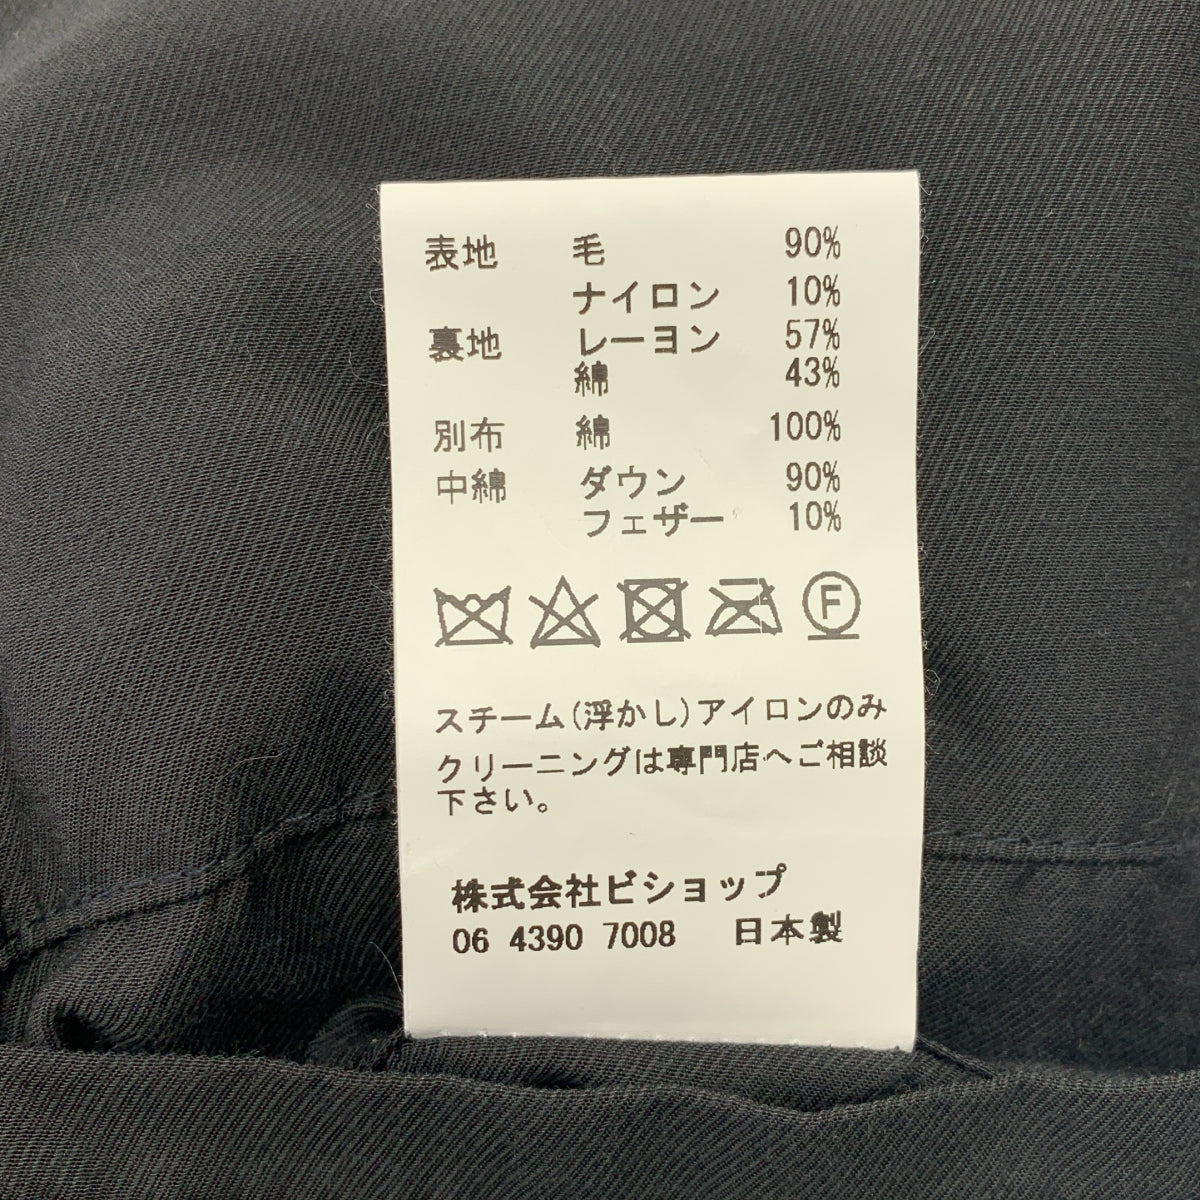 表地 毛 90%
ナイロン 10%
裏地 レーヨン 57%
綿 43%
別布 綿 100%
中綿 ダウン 90%
フェザー 10%
F
スチーム(浮かし)アイロンのみ
クリーニングは専門店へご相談
下さい。
株式会社ビショップ
06 4390 7008 日本製